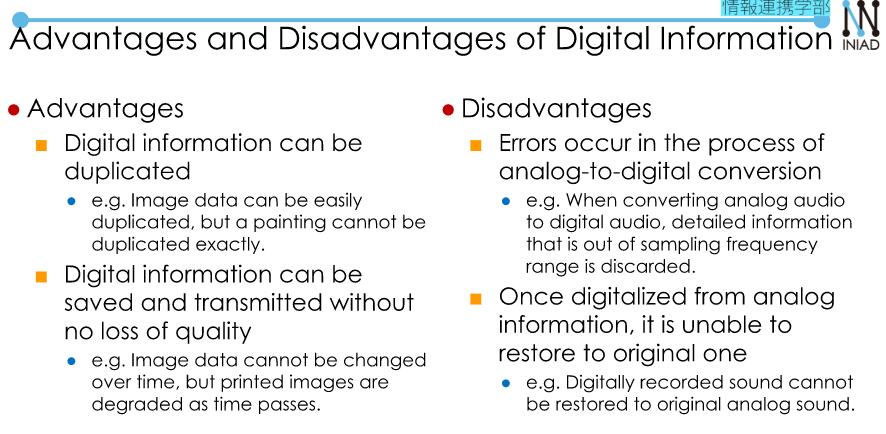 情報連携学部
INIAD
Advantages and Disadvantages of Digital Information
Advantages
Digital information can be
duplicated
e.g. Image data can be easily
duplicated, but a painting cannot be
duplicated exactly.
Digital information can be
saved and transmitted without
no loss of quality
e.g. Image data cannot be changed
over time, but printed images are
degraded as time passes.
Disadvantages
Errors occur in the process of
analog-to-digital conversion
e.g. When converting analog audio
to digital audio, detailed information
that is out of sampling frequency
range is discarded.
Once digitalized from analog
information, it is unable to
restore to original one
e.g. Digitally recorded sound cannot
be restored to original analog sound.